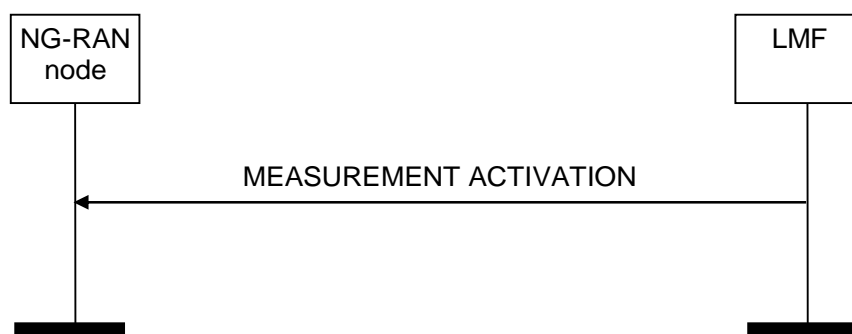 NG-RAN
node
LMF
MEASUREMENT ACTIVATION